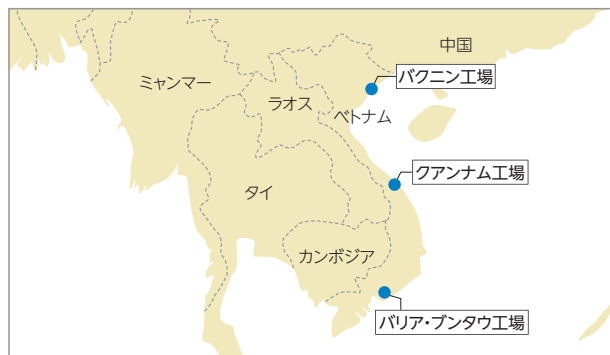 中国
バクニン工場
ミャンマー
ラオス
ベトナム
クアンナム工場
タイ
カンボジア
バリア・ブンタウ工場